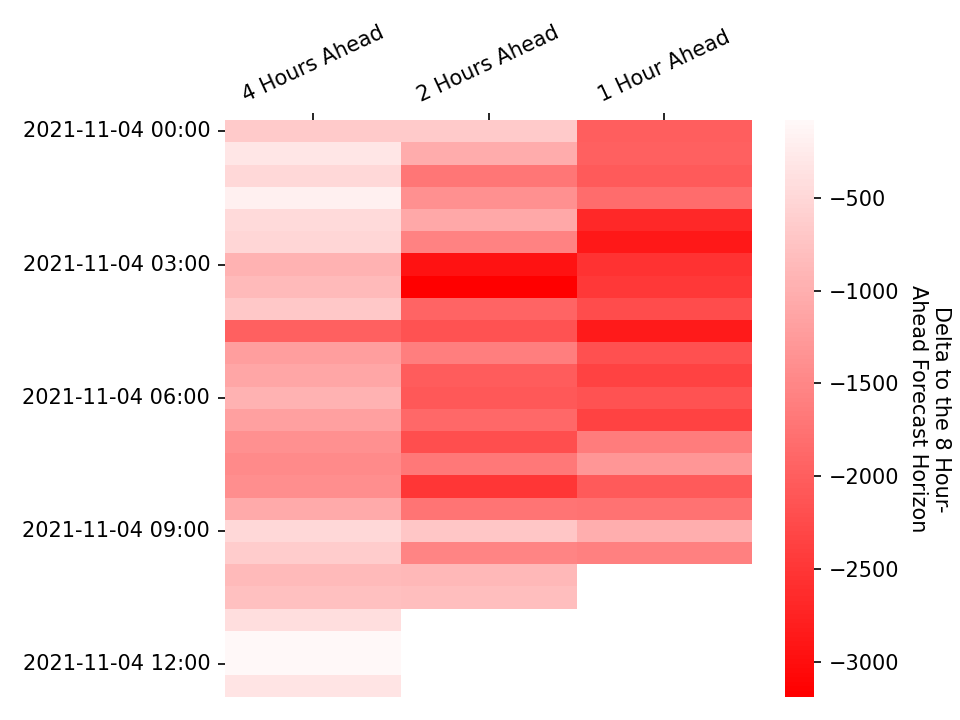 4 Hours Ahead
2 Hours Ahead
1 Hour Ahead
2021-11-04 00:00
2021-11-04 03:00
2021-11-04 06:00
2021-11-04 09:00
2021-11-04 12:00
−500
−1000
−1500
−2000
−2500
−3000
Delta to the 8 Hour-
Ahead Forecast Horizon